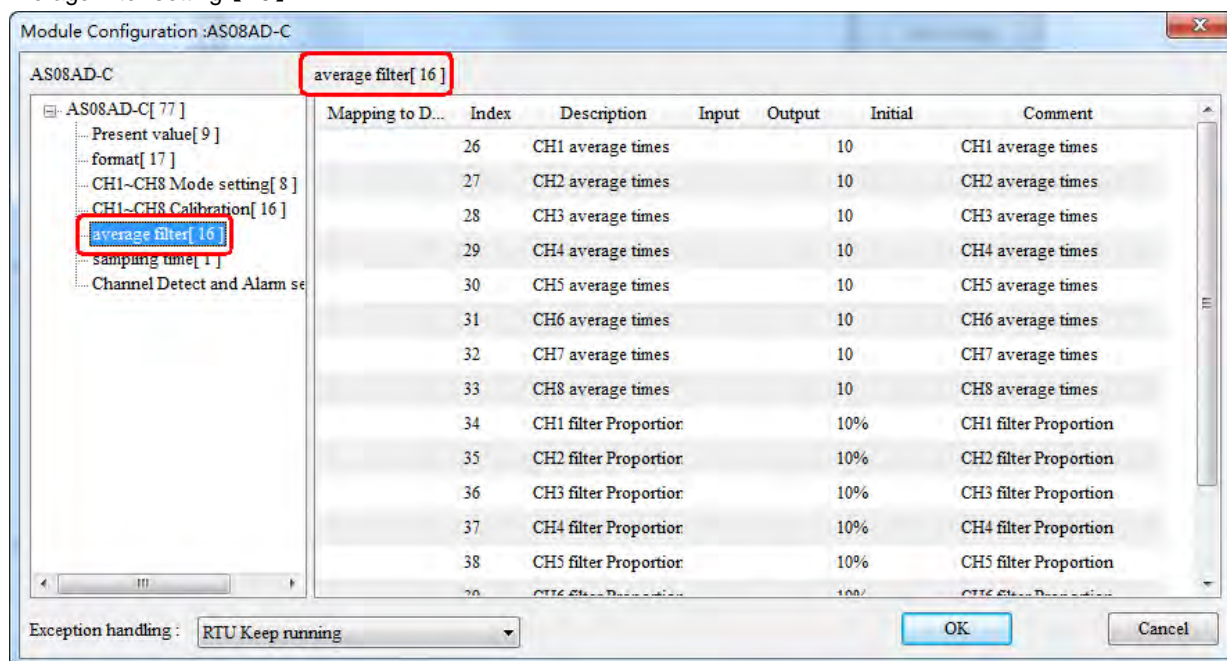 Module Configuration :AS08AD-C
AS08AD-C
average filter[ 16 ]
AS08AD-C[ 77 ]
Present value[ 9 ]
format[ 17 ]
CH1~CH8 Mode setting[ 8 ]
CH1~CH8 Calibration[ 16 ]
average filter[ 16 ]
sampling time[ 1 ]
Channel Detect and Alarm se
Mapping to D... Index Description Input Output Initial Comment
26 CH1 average times 10 CH1 average times
27 CH2 average times 10 CH2 average times
28 CH3 average times 10 CH3 average times
29 CH4 average times 10 CH4 average times
30 CH5 average times 10 CH5 average times
31 CH6 average times 10 CH6 average times
32 CH7 average times 10 CH7 average times
33 CH8 average times 10 CH8 average times
34 CH1 filter Proportion 10% CH1 filter Proportion
35 CH2 filter Proportion 10% CH2 filter Proportion
36 CH3 filter Proportion 10% CH3 filter Proportion
37 CH4 filter Proportion 10% CH4 filter Proportion
38 CH5 filter Proportion 10% CH5 filter Proportion
Exception handling : RTU Keep running
OK Cancel